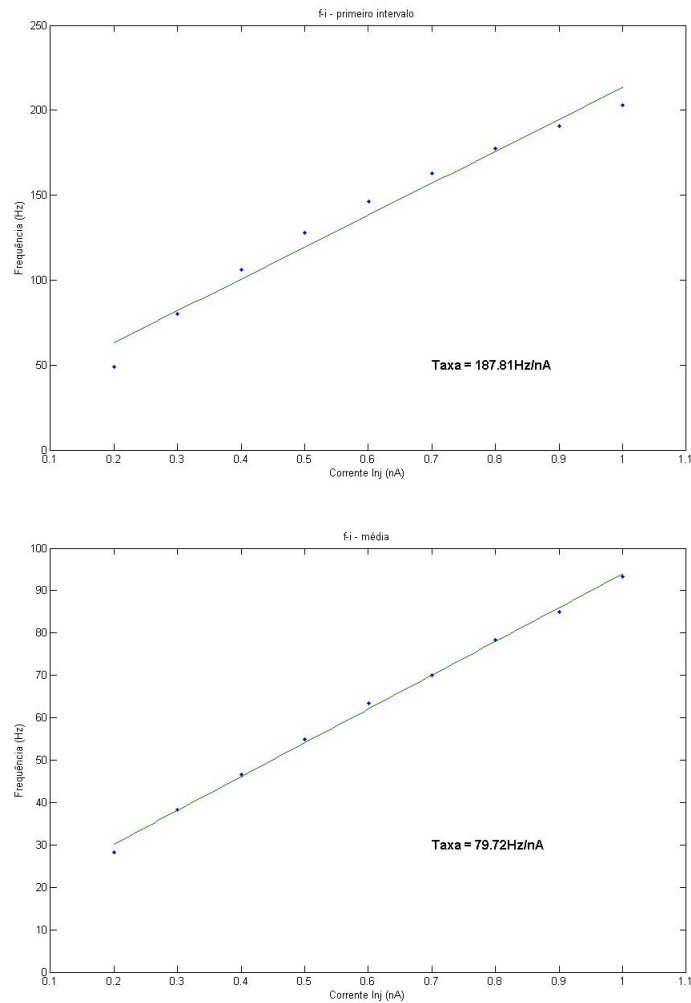 f-i - primeiro intervalo
250
200
150
100
50
0
Frequência (Hz)
Taxa = 187.81Hz/nA
0.1 0.2 0.3 0.4 0.5 0.6 0.7 0.8 0.9 1 1.1
Corrente Inj (nA)
f-i - média
100
90
80
70
60
50
40
30
20
10
0
Frequência (Hz)
Taxa = 79.72Hz/nA
0.1 0.2 0.3 0.4 0.5 0.6 0.7 0.8 0.9 1 1.1
Corrente Inj (nA)